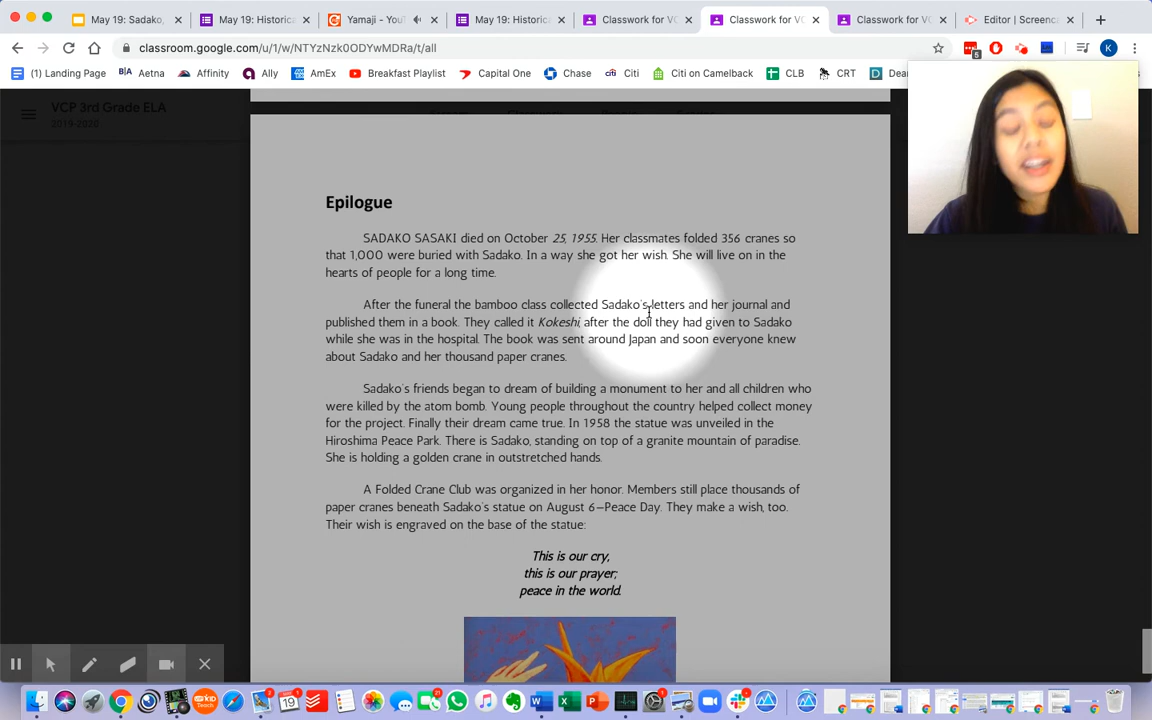 May 19: Sadako,
May 19: Historica
Yamaji - You
May 19: Historica
Classwork for VC
Classwork for VC
Classwork for VC
Editor | Screenca
classroom.google.com/u/1/w/NTYzNzk0ODYwMDRa/t/all
K
(1) Landing Page
Aetna
Affinity
Ally
AmEx
Breakfast Playlist
Capital One
Chase
Citi
Citi on Camelback
CLB
CRT
Dear
VCP 3rd Grade ELA
2019-2020
Epilogue
SADAKO SASAKI died on October 25, 1955. Her classmates folded 356 cranes so
that 1,000 were buried with Sadako. In a way she got her wish. She will live on in the
hearts of people for a long time.
After the funeral the bamboo class collected Sadako's letters and her journal and
published them in a book. They called it Kokeshi, after the doll they had given to Sadako
while she was in the hospital. The book was sent around Japan and soon everyone knew
about Sadako and her thousand paper cranes.
Sadako's friends began to dream of building a monument to her and all children who
were killed by the atom bomb. Young people throughout the country helped collect money
for the project. Finally their dream came true. In 1958 the statue was unveiled in the
Hiroshima Peace Park. There is Sadako, standing on top of a granite mountain of paradise.
She is holding a golden crane in outstretched hands.
A Folded Crane Club was organized in her honor. Members still place thousands of
paper cranes beneath Sadako's statue on August 6—Peace Day. They make a wish, too.
Their wish is engraved on the base of the statue:
This is our cry,
this is our prayer;
peace in the world.